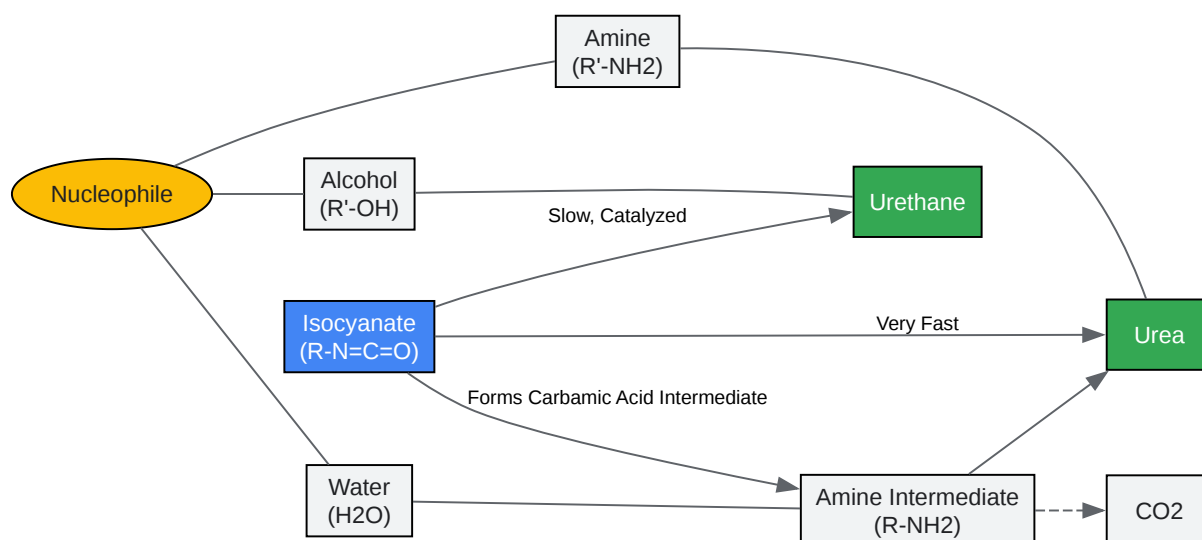 Amine
(R'-NH2)
Nucleophile
Alcohol
(R'-OH)
Urethane
Slow, Catalyzed
Isocyanate
(R-N=C=O)
Very Fast
Urea
Forms Carbamic Acid Intermediate
Water
(H2O)
Amine Intermediate
(R-NH2)
CO2